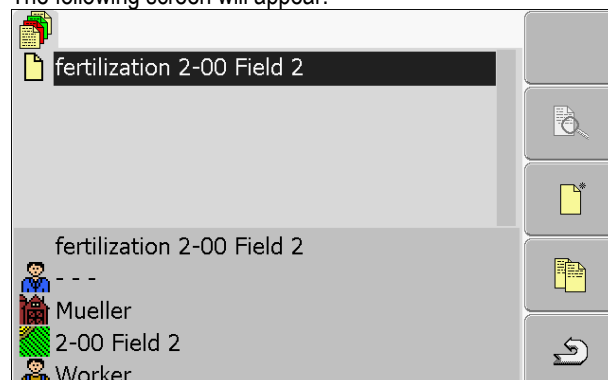 The following screen will appear:
fertilization 2-00 Field 2
fertilization 2-00 Field 2
- - -
Mueller
2-00 Field 2
Worker